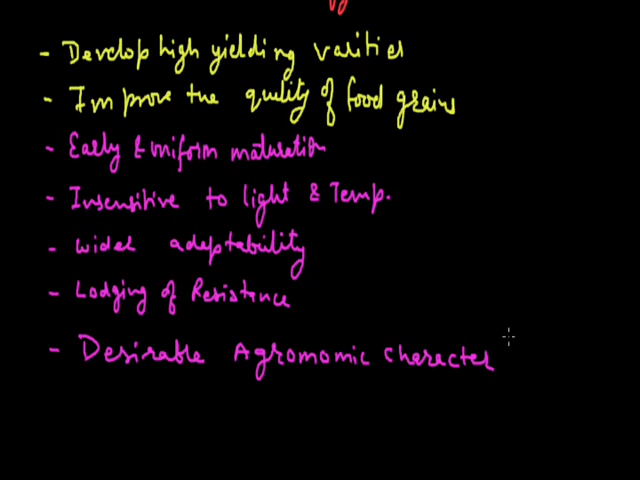 - Develop high yielding varities
- Improve the quality of food grains
- Early & uniform maturation
- Insensitive to light & Temp.
- wider adaptability
- Lodging of Resistance
- Desirable Agromomic character